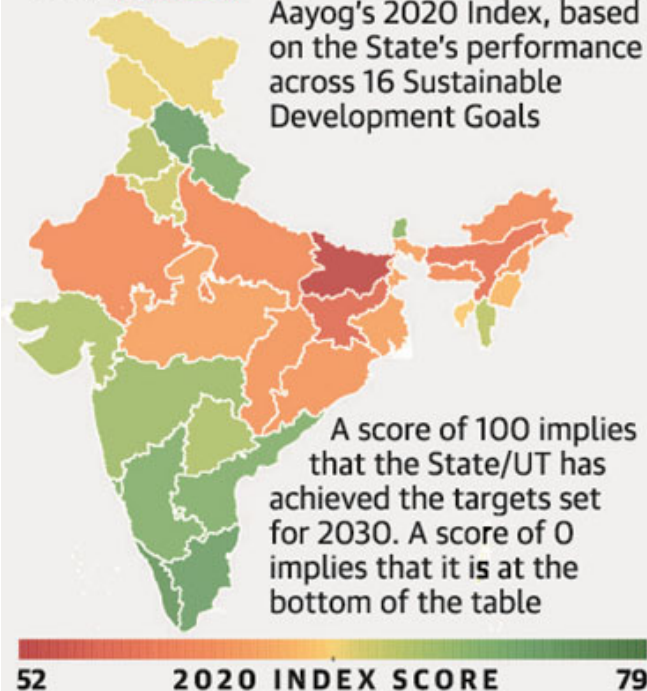 Aayog's 2020 Index, based
on the State's performance
across 16 Sustainable
Development Goals
A score of 100 implies
that the State/UT has
achieved the targets set
for 2030. A score of 0
implies that it is at the
bottom of the table
52 2020 INDEX SCORE 79